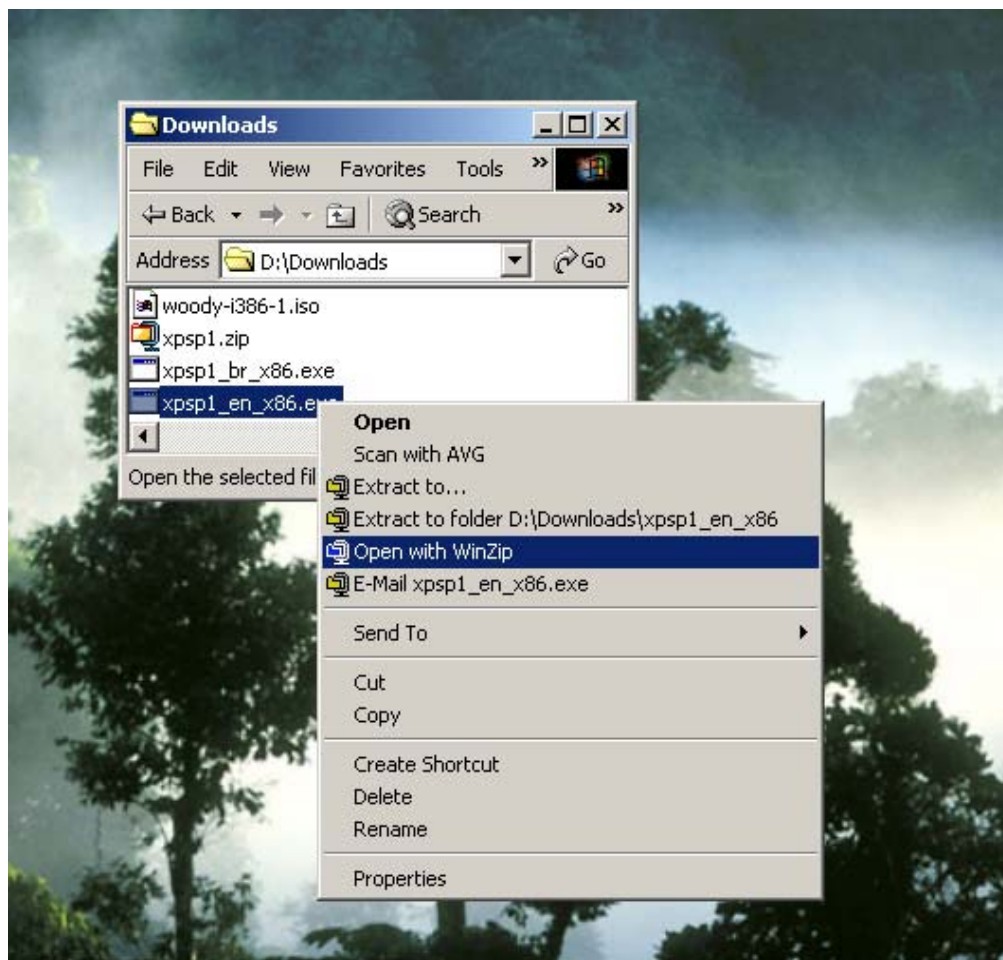 Downloads
File Edit View Favorites Tools »
Back Search »
Address D:\Downloads Go
woody-i386-1.iso
xpsp1.zip
xpsp1_br_x86.exe
xpsp1_en_x86.exe
Open the selected fil
Open
Scan with AVG
Extract to...
Extract to folder D:\Downloads\xpsp1_en_x86
Open with WinZip
E-Mail xpsp1_en_x86.exe
Send To
Cut
Copy
Create Shortcut
Delete
Rename
Properties